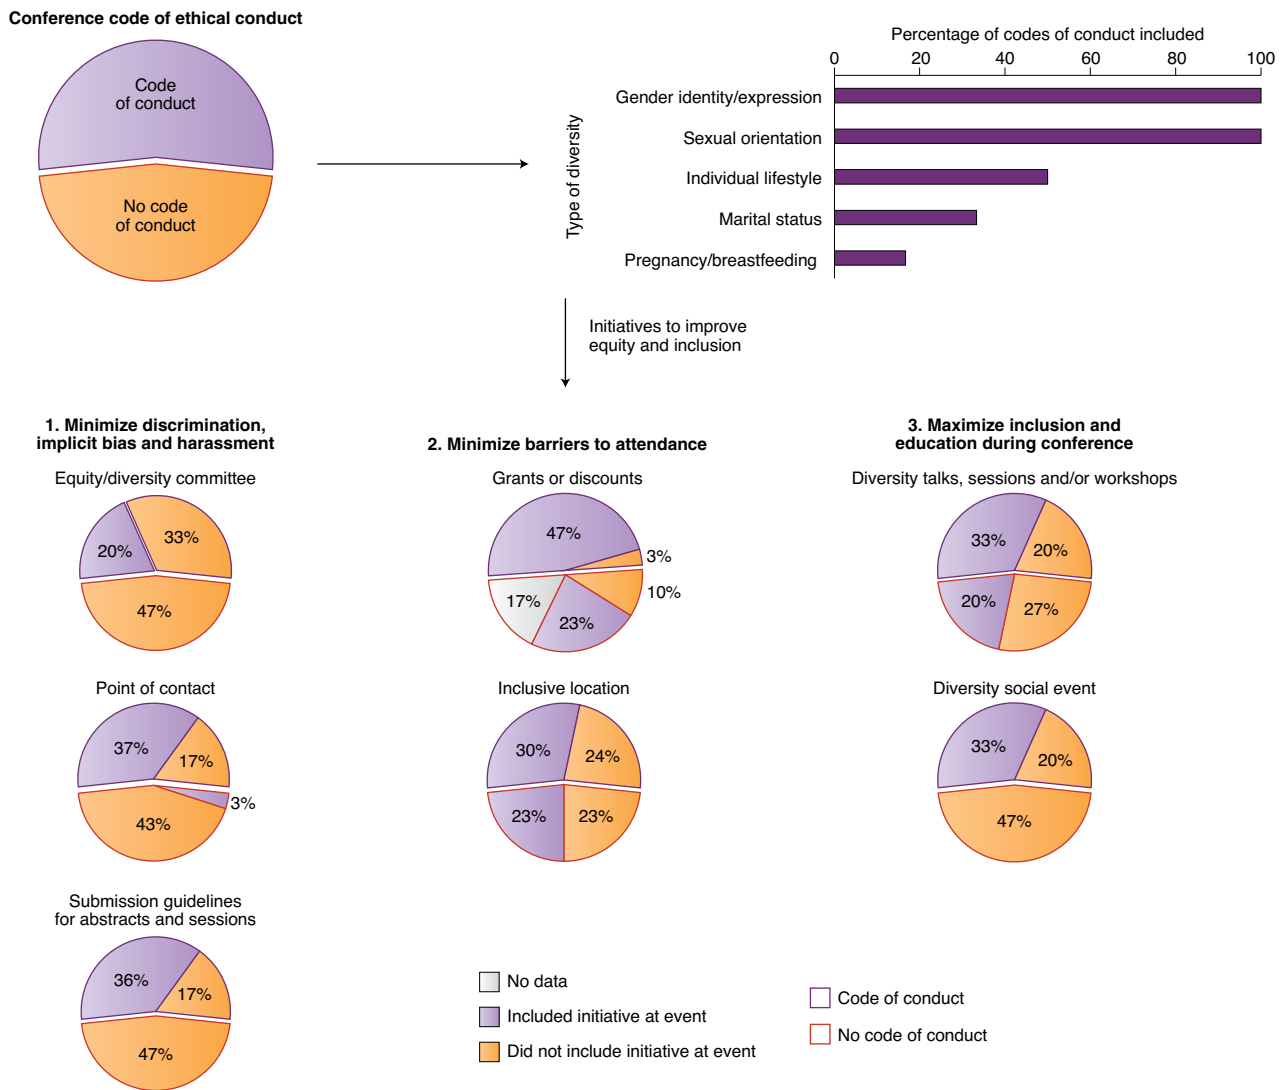 Conference code of ethical conduct
Code
of conduct
No code
of conduct
Percentage of codes of conduct included
0 20 40 60 80 100
Type of diversity
Gender identity/expression
Sexual orientation
Individual lifestyle
Marital status
Pregnancy/breastfeeding
Initiatives to improve
equity and inclusion
1. Minimize discrimination,
implicit bias and harassment
Equity/diversity committee
20%
33%
47%
Point of contact
37%
17%
3%
43%
Submission guidelines
for abstracts and sessions
36%
17%
47%
2. Minimize barriers to attendance
Grants or discounts
47%
3%
10%
17%
23%
Inclusive location
30%
24%
23%
23%
3. Maximize inclusion and
education during conference
Diversity talks, sessions and/or workshops
33%
20%
20%
27%
Diversity social event
33%
20%
47%
No data
Included initiative at event
Did not include initiative at event
Code of conduct
No code of conduct